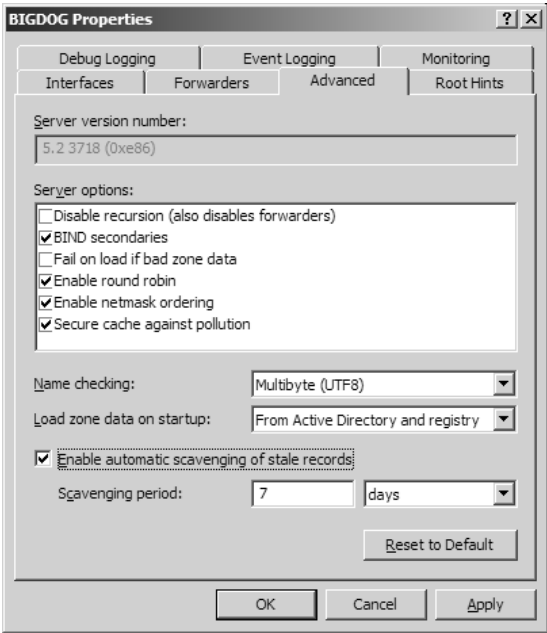 BIGDOG Properties
Debug Logging Event Logging Monitoring
Interfaces Forwarders Advanced Root Hints
Server version number:
5.2 3718 (0xe86)
Server options:
Disable recursion (also disables forwarders)
BIND secondaries
Fail on load if bad zone data
Enable round robin
Enable netmask ordering
Secure cache against pollution
Name checking: Multibyte (UTF8)
Load zone data on startup: From Active Directory and registry
Enable automatic scavenging of stale records
Scavenging period: 7 days
Reset to Default
OK Cancel Apply